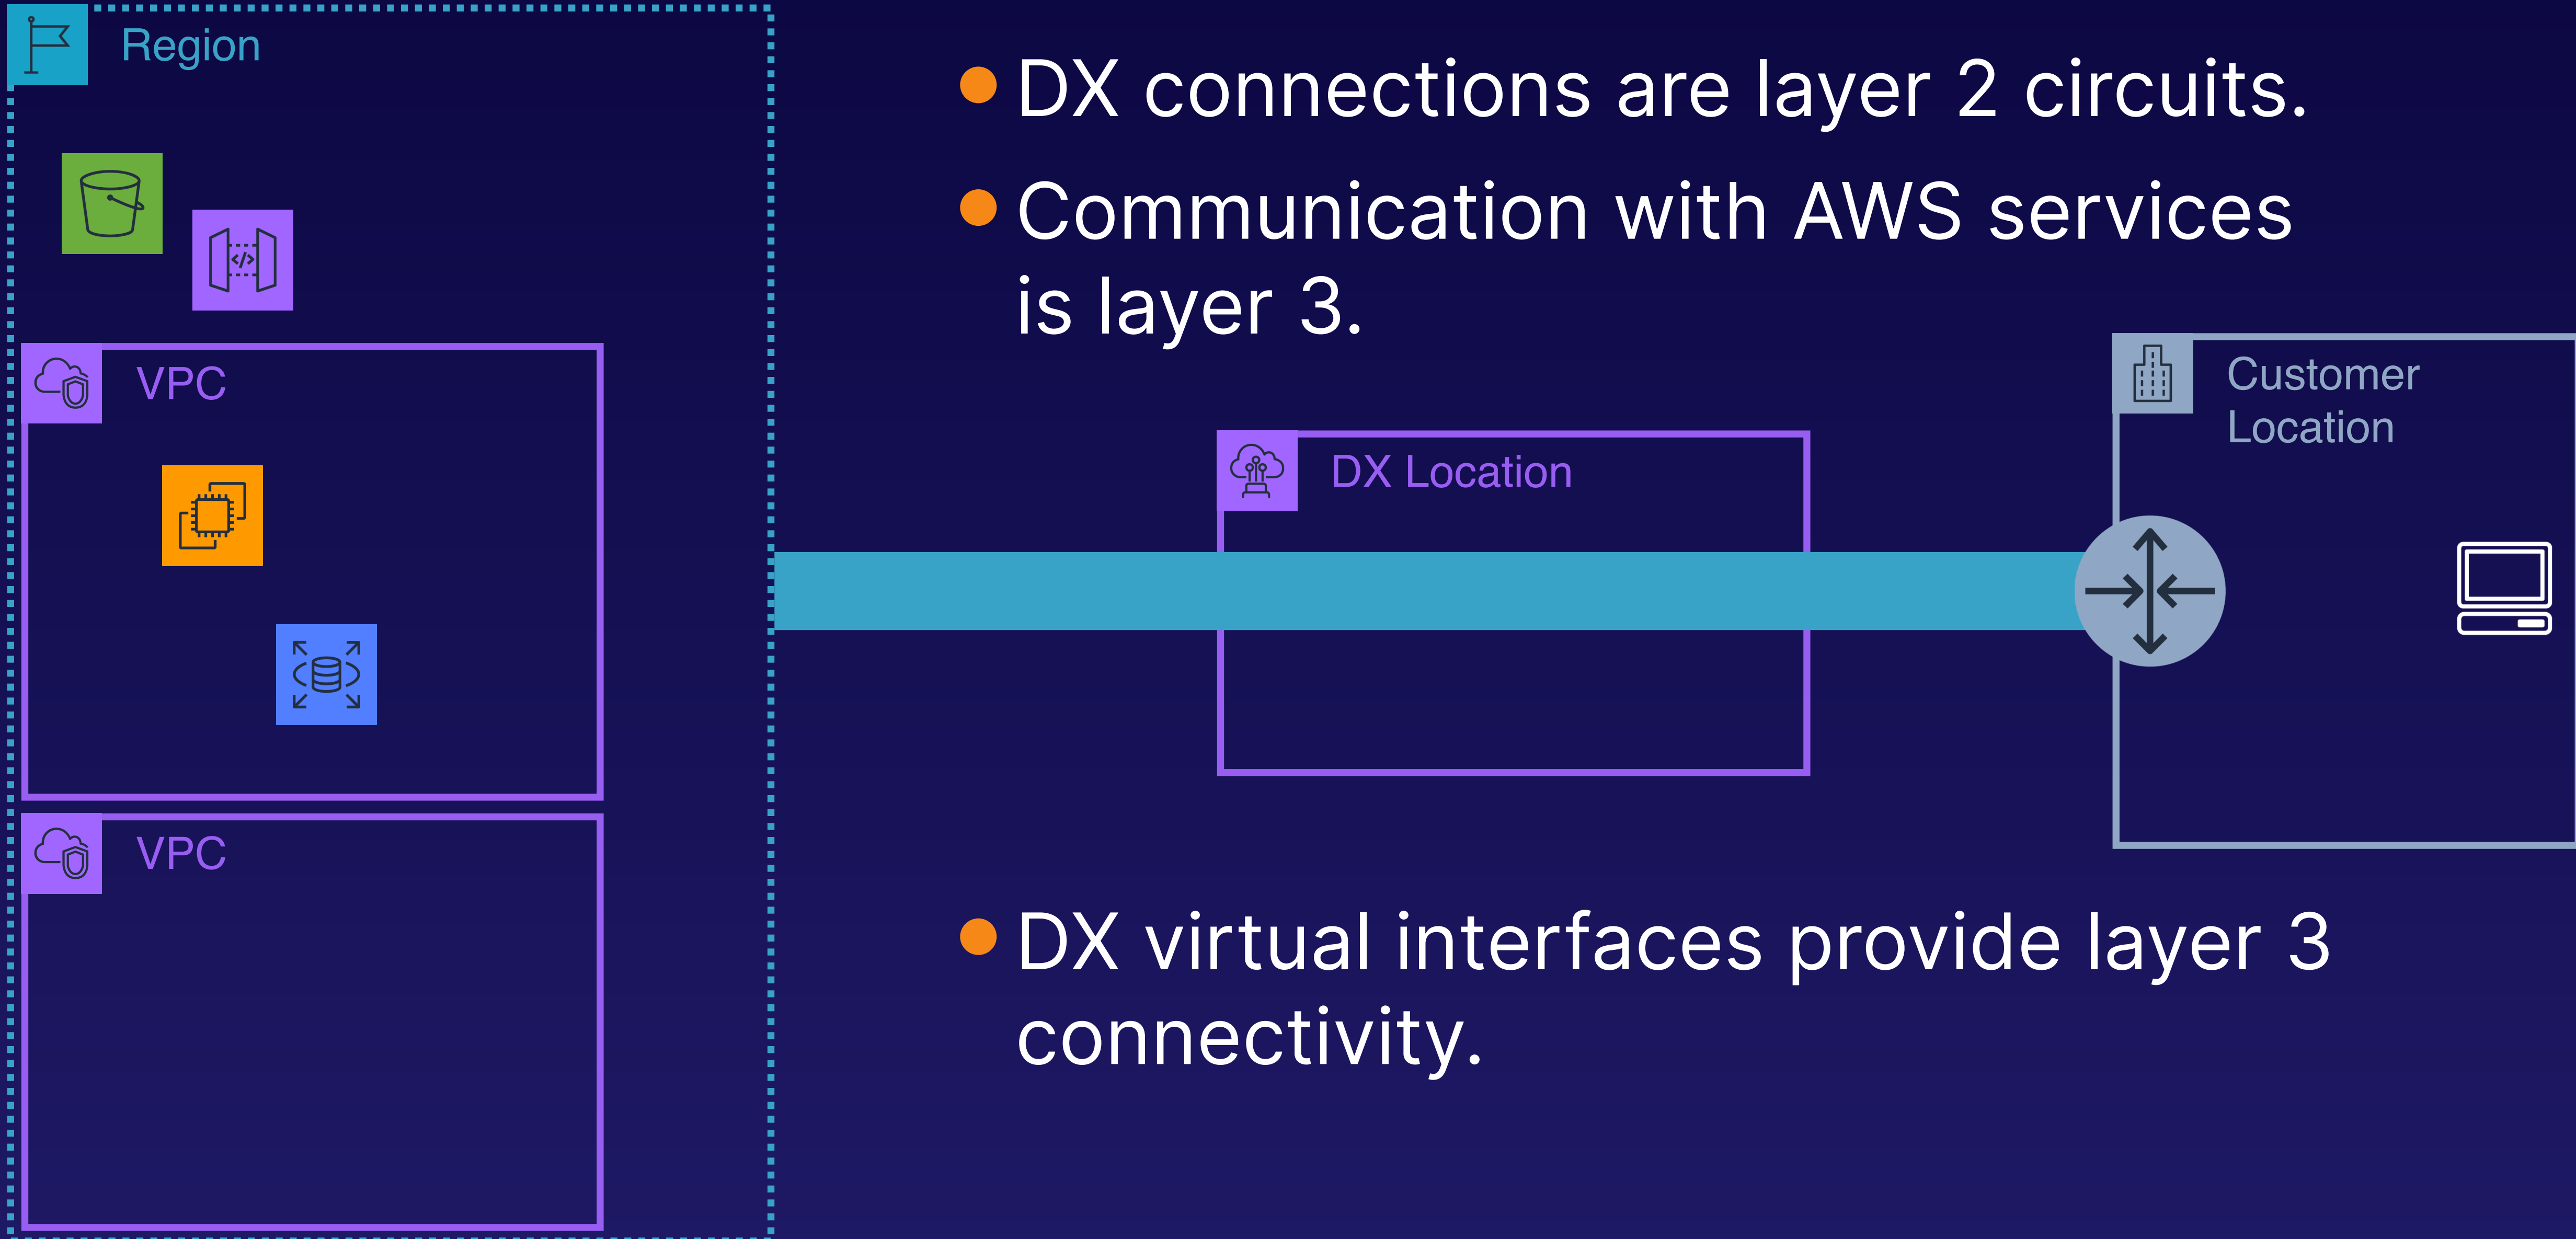 Region
DX connections are layer 2 circuits.
Communication with AWS services
is layer 3.
VPC
</>
Customer
Location
DX Location
VPC
DX virtual interfaces provide layer 3
connectivity.